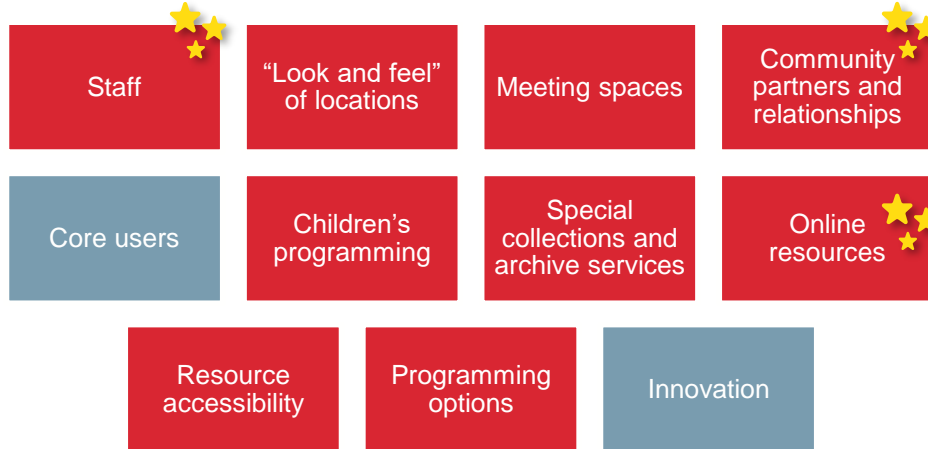 Staff
“Look and feel”
of locations
Meeting spaces
Community
partners and
relationships
Core users
Children’s
programming
Special
collections and
archive services
Online
resources
Resource
accessibility
Programming
options
Innovation